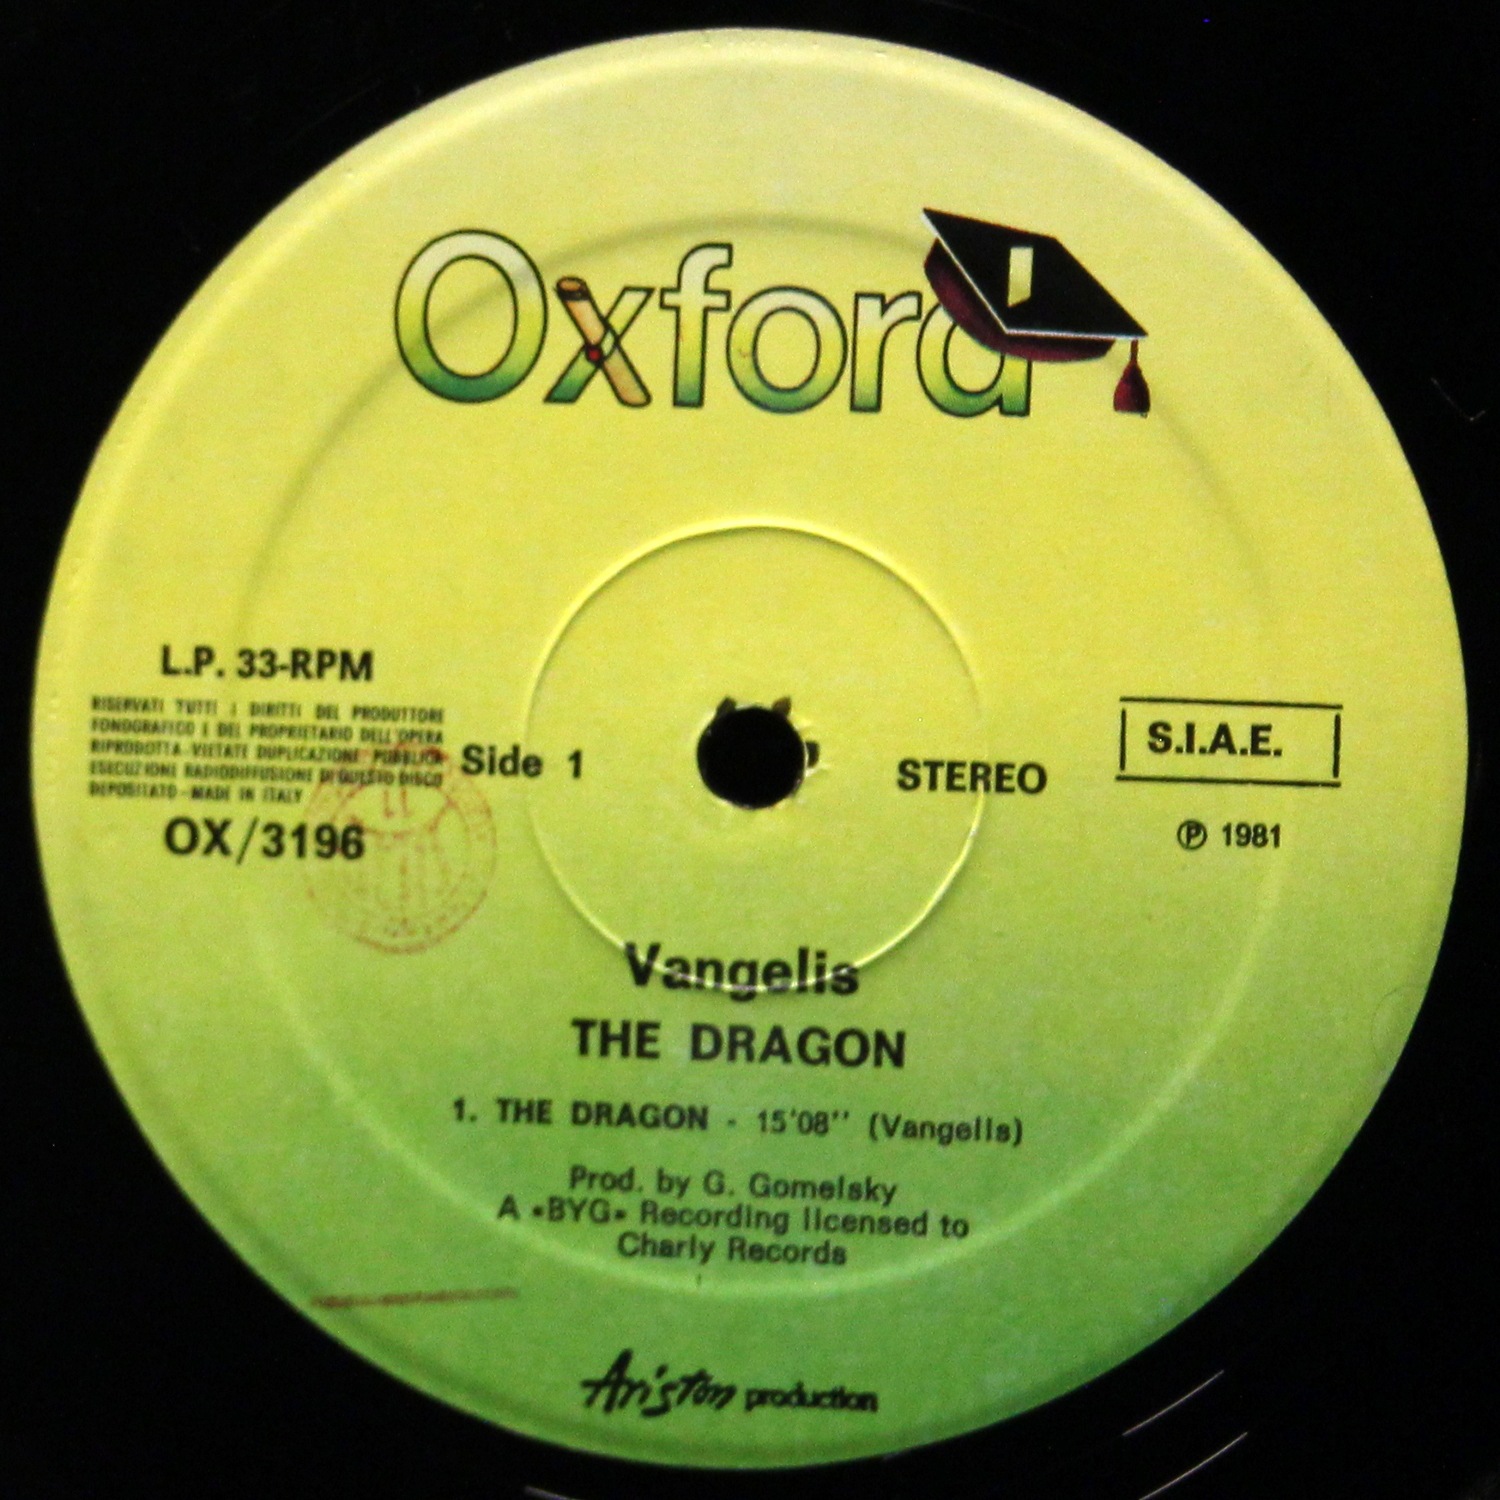 Oxford
L.P. 33-RPM
RISERVATI TUTTI I DIRITTI DEL PRODUTTORE
FONOGRAFICO E DEL PROPRIETARIO DELL'OPERA
RIPRODOTTA-VIETATE DUPLICAZIONE PUBBLICA
ESECUZIONE RADIODIFFUSIONE DI QUESTO DISCO
DEPOSITATO-MADE IN ITALY
OX/3196
Side 1
STEREO
S.I.A.E.
℗ 1981
Vangelis
THE DRAGON
1. THE DRAGON - 15'08'' (Vangelis)
Prod. by G. Gomelsky
A «BYG» Recording licensed to
Charly Records
Ariston production